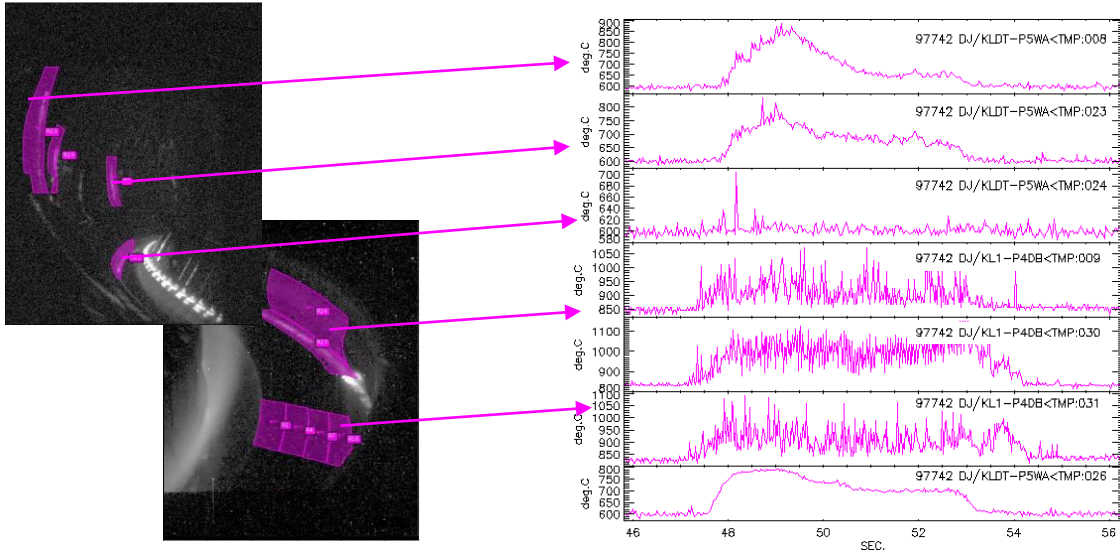 900
850
800
750
700
650
600
deg.C
97742 DJ/KLDT-P5WA<TMP:008
800
700
600
deg.C
97742 DJ/KLDT-P5WA<TMP:023
700
680
660
640
620
600
580
deg.C
97742 DJ/KLDT-P5WA<TMP:024
1050
1000
950
900
850
deg.C
97742 DJ/KL1-P4DB<TMP:009
1100
1000
900
800
deg.C
97742 DJ/KL1-P4DB<TMP:030
1100
1050
1000
950
900
850
deg.C
97742 DJ/KL1-P4DB<TMP:031
800
700
600
deg.C
97742 DJ/KLDT-P5WA<TMP:026
46 48 50 52 54 56
SEC.